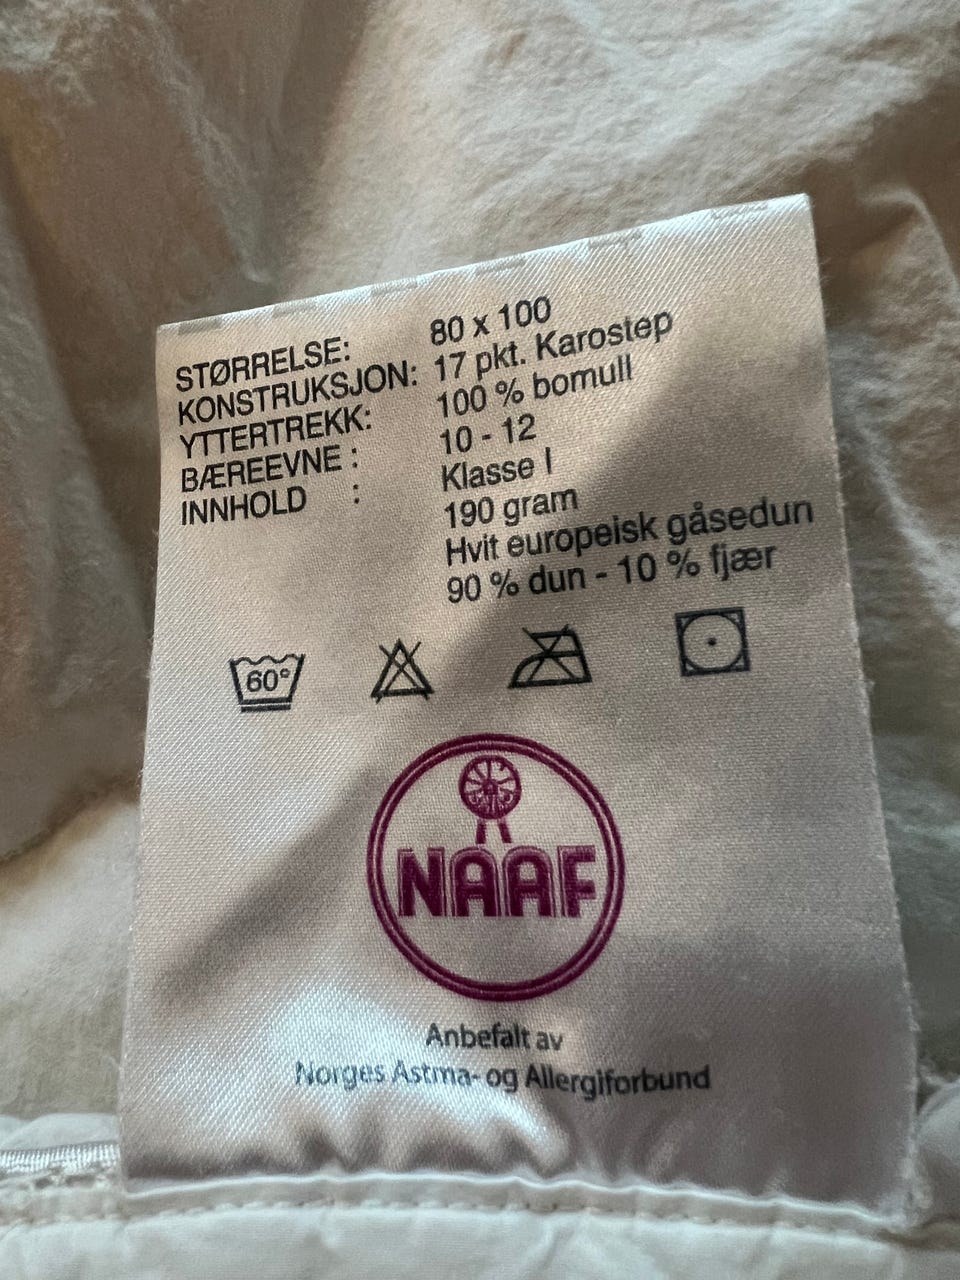 STØRRELSE: 80 x 100
KONSTRUKSJON: 17 pkt. Karostep
YTTERTREKK: 100 % bomull
BÆREEVNE : 10 - 12
INNHOLD : Klasse I
190 gram
Hvit europeisk gåsedun
90 % dun - 10 % fjær
60°
NAAF
Anbefalt av
Norges Astma- og Allergiforbund